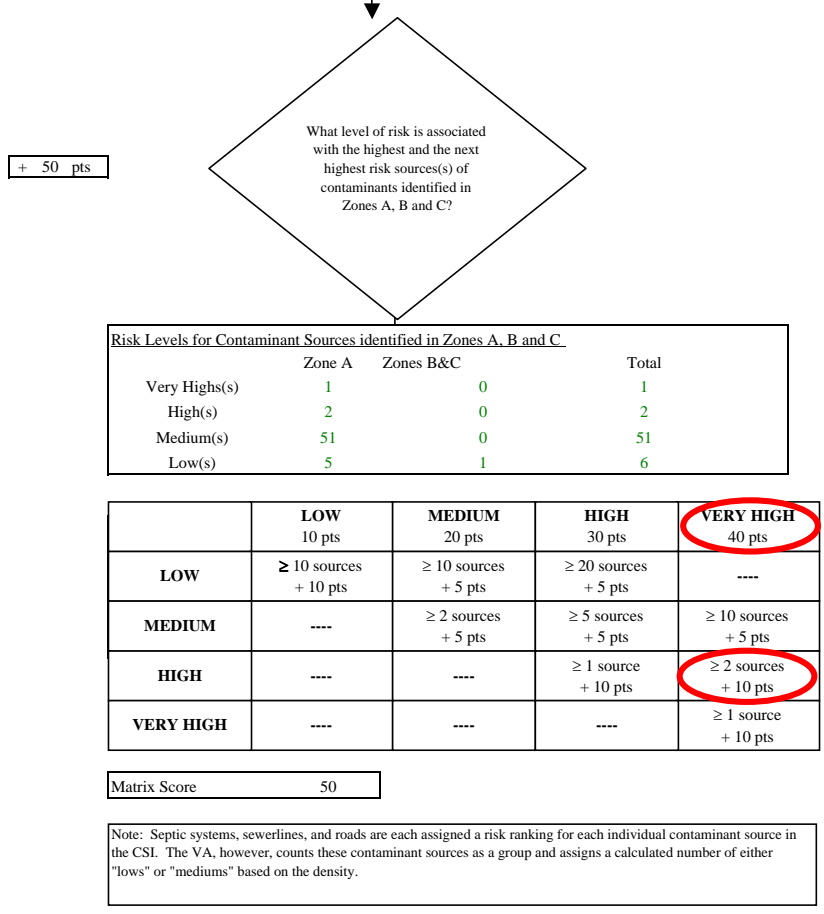 What level of risk is associated
with the highest and the next
highest risk sources(s) of
contaminants identified in
Zones A, B and C?
+ 50 pts
Risk Levels for Contaminant Sources identified in Zones A, B and C
Zone A Zones B&C Total
Very Highs(s) 1 0 1
High(s) 2 0 2
Medium(s) 51 0 51
Low(s) 5 1 6
LOW MEDIUM HIGH VERY HIGH
10 pts 20 pts 30 pts 40 pts
LOW ≥ 10 sources ≥ 10 sources ≥ 20 sources ----
+ 10 pts + 5 pts + 5 pts
MEDIUM ---- ≥ 2 sources ≥ 5 sources ≥ 10 sources
+ 5 pts + 5 pts + 5 pts
HIGH ---- ---- ≥ 1 source ≥ 2 sources
+ 10 pts + 10 pts
VERY HIGH ---- ---- ---- ≥ 1 source
+ 10 pts
Matrix Score 50
Note: Septic systems, sewerlines, and roads are each assigned a risk ranking for each individual contaminant source in
the CSI. The VA, however, counts these contaminant sources as a group and assigns a calculated number of either
"lows" or "mediums" based on the density.